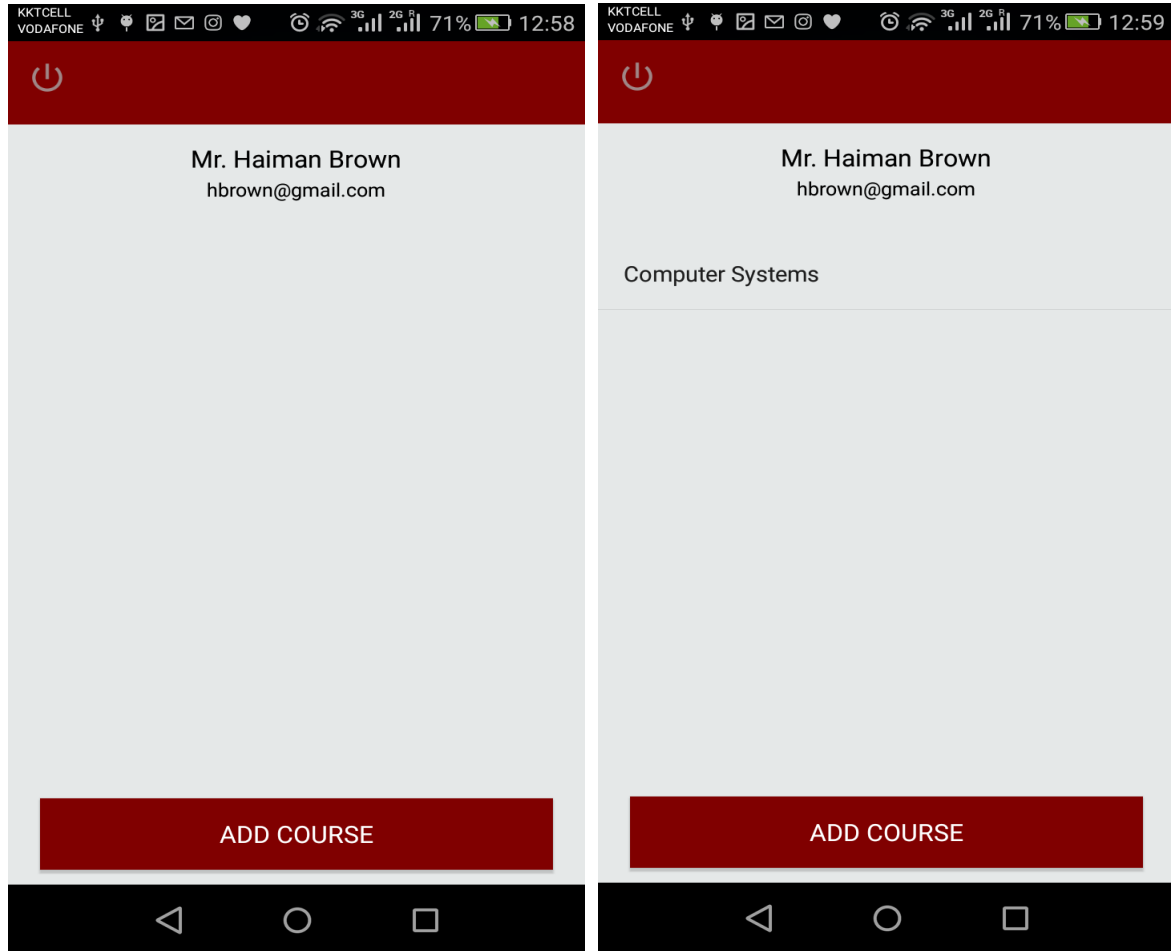 KKTCELL
VODAFONE 3G 2G R 71% 12:58
Mr. Haiman Brown
hbrown@gmail.com
ADD COURSE
KKTCELL
VODAFONE 3G 2G R 71% 12:59
Mr. Haiman Brown
hbrown@gmail.com
Computer Systems
ADD COURSE